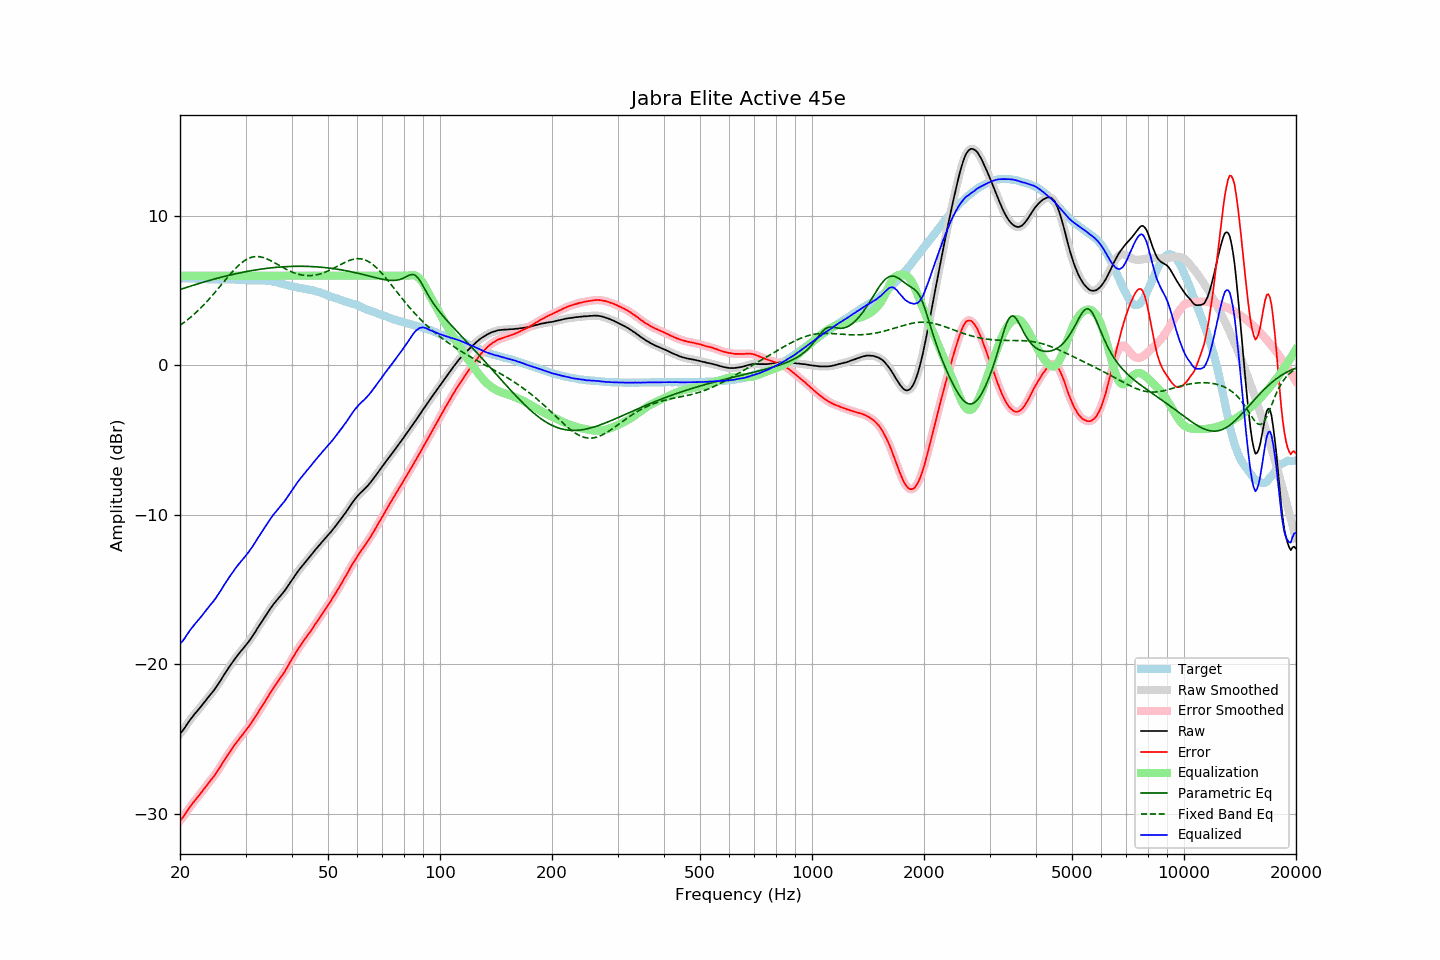 Jabra Elite Active 45e
Amplitude (dBr)
10
0
−10
−20
−30
20
50
100
200
500
1000
2000
5000
10000
20000
Frequency (Hz)
Target
Raw Smoothed
Error Smoothed
Raw
Error
Equalization
Parametric Eq
Fixed Band Eq
Equalized